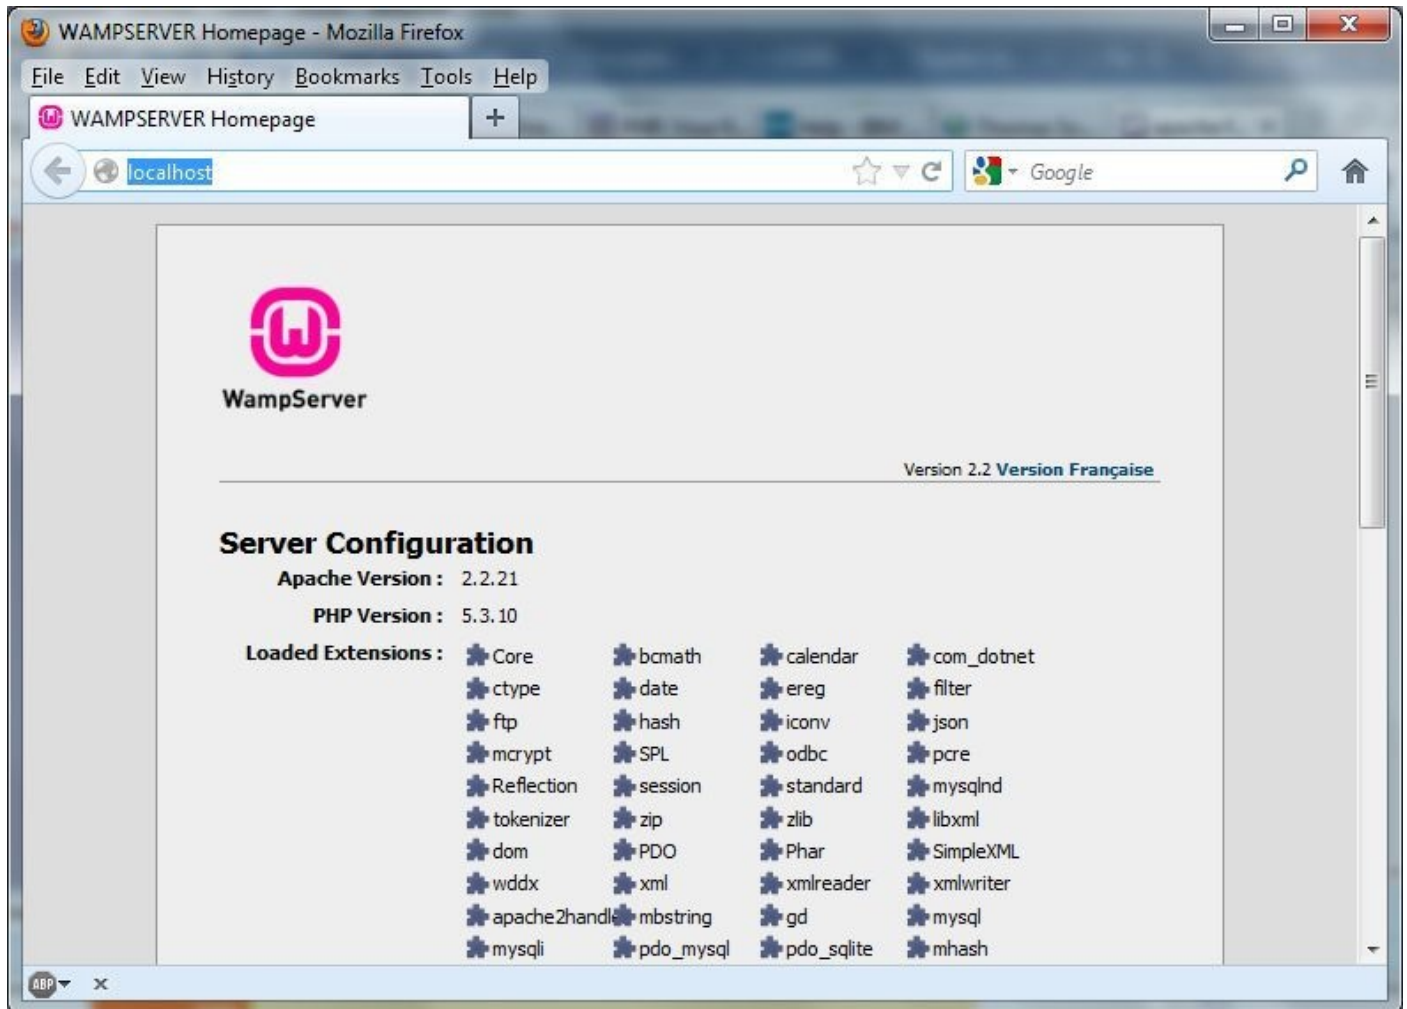 WAMPSERVER Homepage - Mozilla Firefox
File Edit View History Bookmarks Tools Help
WAMPSERVER Homepage +
localhost Google
WampServer
Version 2.2 Version Française
Server Configuration
Apache Version : 2.2.21
PHP Version : 5.3.10
Loaded Extensions : Core bcmath calendar com_dotnet
ctype date ereg filter
ftp hash iconv json
mcrypt SPL odbc pcre
Reflection session standard mysqlnd
tokenizer zip zlib libxml
dom PDO Phar SimpleXML
wddx xml xmlreader xmlwriter
apache2handle mbstring gd mysql
mysqli pdo_mysql pdo_sqlite mhash
ABP x